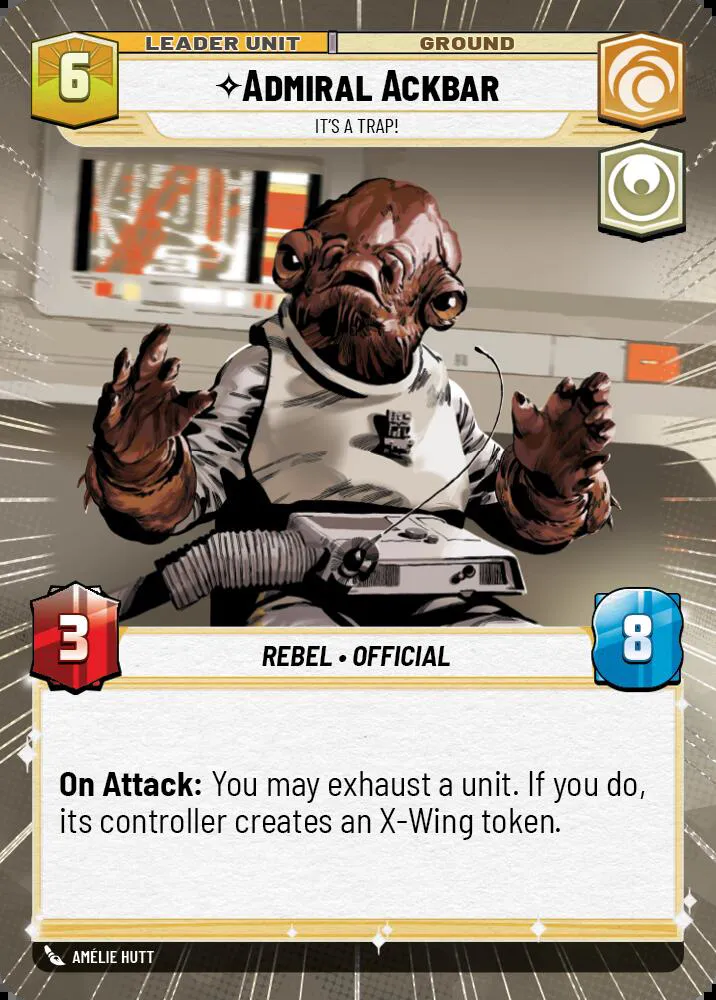 LEADER UNIT
GROUND
6
✧ADMIRAL ACKBAR
IT'S A TRAP!
3
REBEL • OFFICIAL
8
On Attack: You may exhaust a unit. If you do,
its controller creates an X-Wing token.
AMÉLIE HUTT